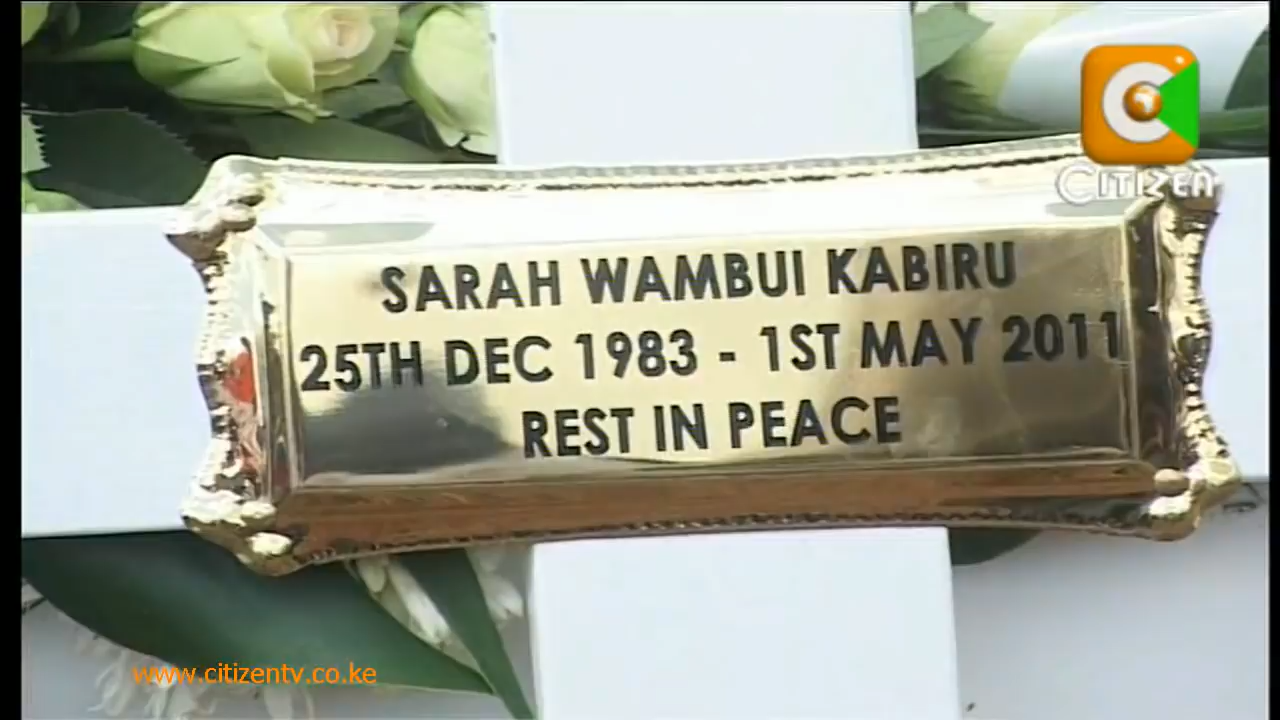 CITIZEN
SARAH WAMBUI KABIRU
25TH DEC 1983 - 1ST MAY 2011
REST IN PEACE
www.citizentv.co.ke